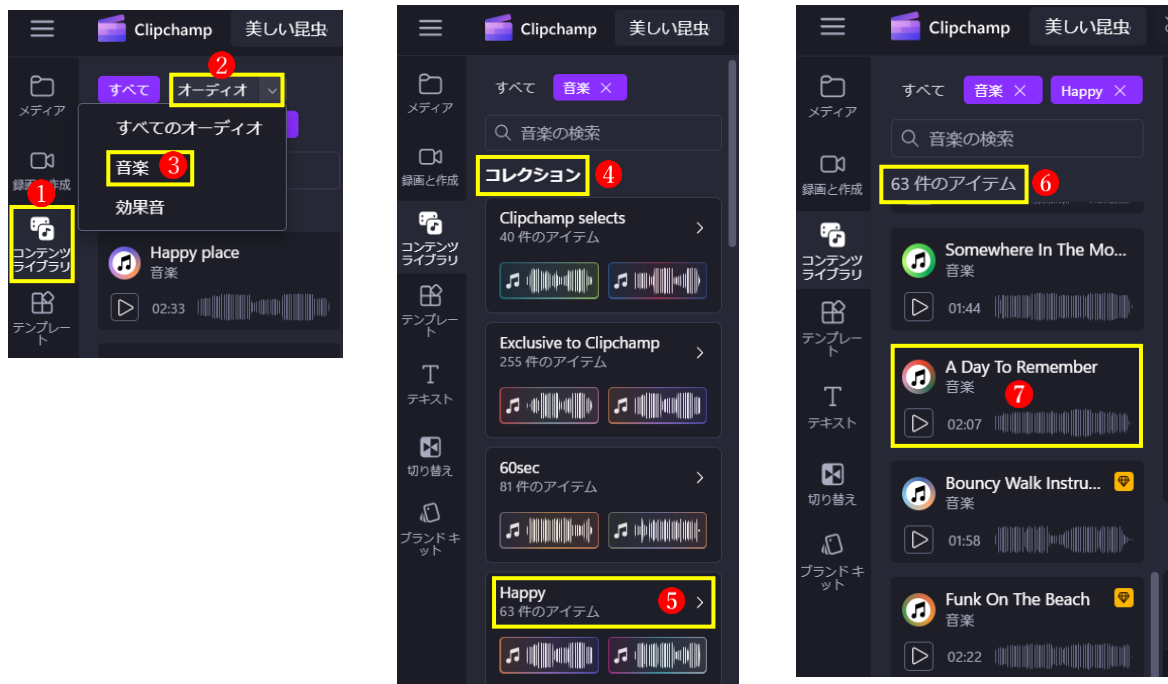 Clipchamp
美しい昆虫
2
すべて
オーディオ
メディア
すべてのオーディオ
音楽
3
効果音
録画と作成
1
コンテンツ
ライブラリ
Happy place
音楽
02:33
テンプレー
ト
Clipchamp
美しい昆虫
メディア
すべて
音楽
音楽の検索
録画と作成
コレクション
4
コンテンツ
ライブラリ
Clipchamp selects
40 件のアイテム
テンプレー
ト
Exclusive to Clipchamp
255 件のアイテム
テキスト
切り替え
60sec
81 件のアイテム
ブランド キ
ット
Happy
63 件のアイテム
5
Clipchamp
美しい昆虫
メディア
すべて
音楽
Happy
音楽の検索
録画と作成
63 件のアイテム
6
コンテンツ
ライブラリ
Somewhere In The Mo...
音楽
01:44
テンプレー
ト
A Day To Remember
音楽
7
02:07
テキスト
切り替え
Bouncy Walk Instru...
音楽
01:58
ブランド キ
ット
Funk On The Beach
音楽
02:22